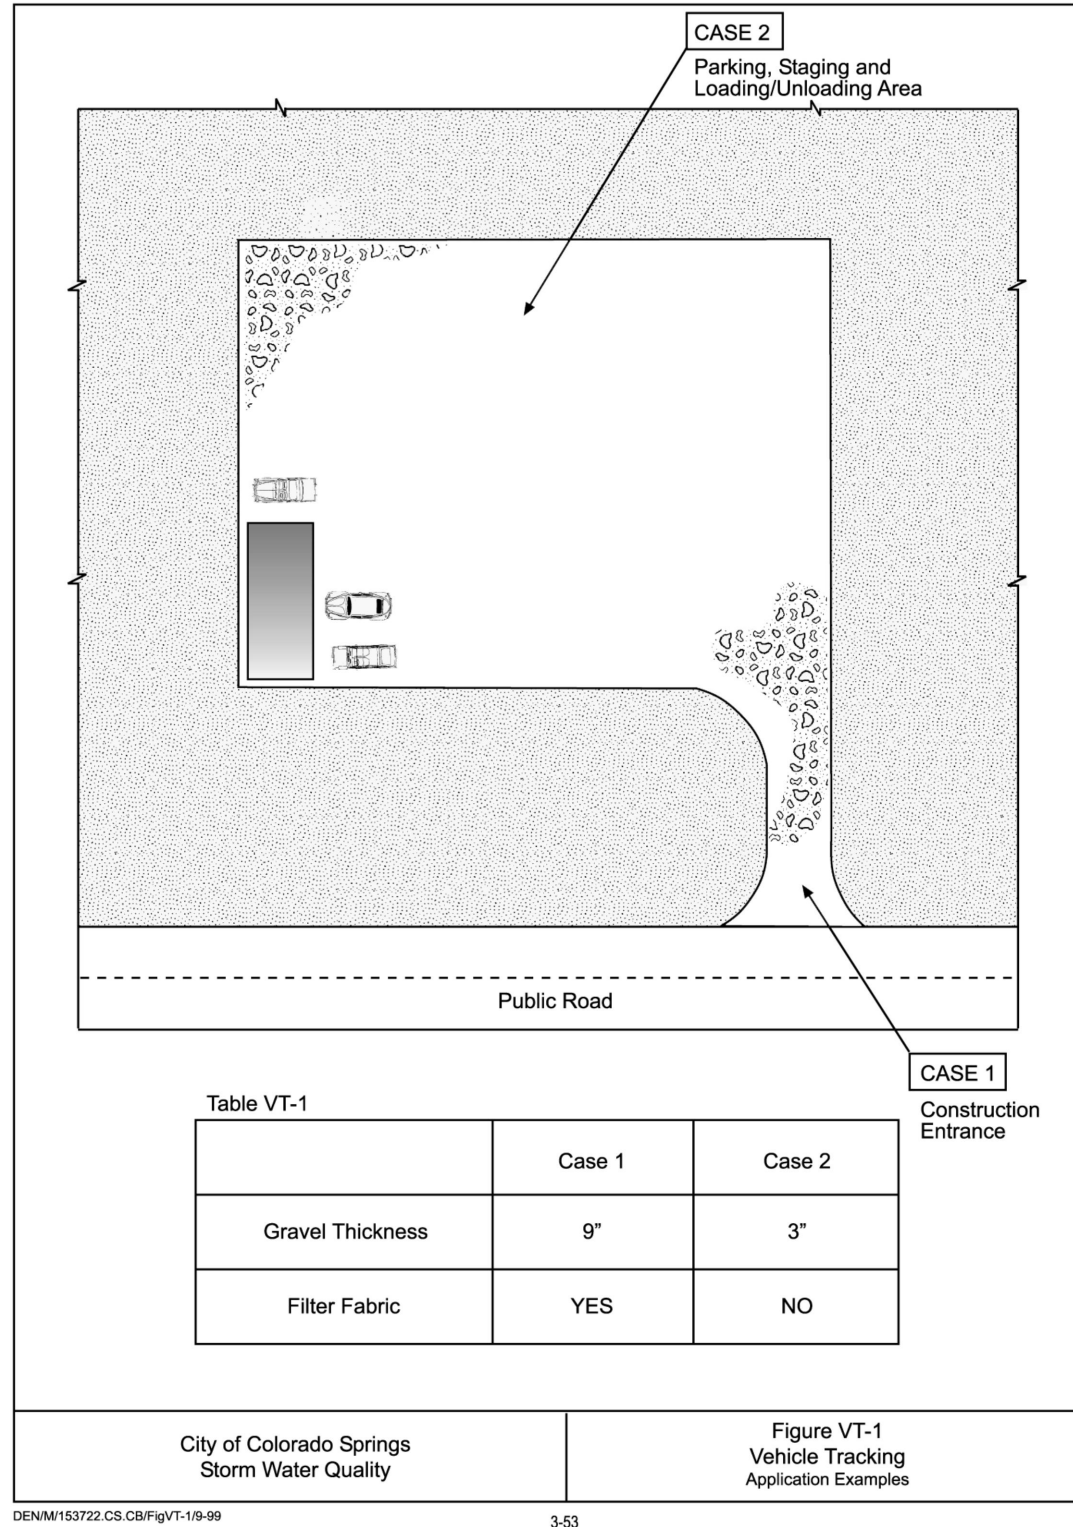 CASE 2
Parking, Staging and
Loading/Unloading Area
Public Road
CASE 1
Construction
Entrance
Table VT-1
Case 1 Case 2
Gravel Thickness 9” 3”
Filter Fabric YES NO
City of Colorado Springs
Storm Water Quality
Figure VT-1
Vehicle Tracking
Application Examples
DEN/M/153722.CS.CB/FigVT-1/9-99
3-53